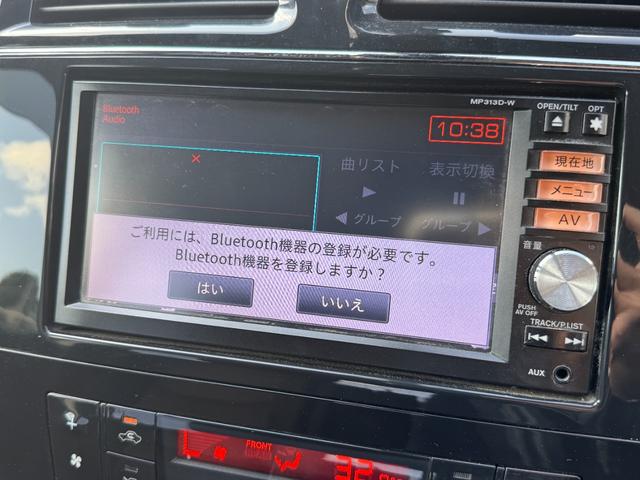 MP313D-W
OPEN/TILT OPT
Bluetooth
Audio
10:38
曲リスト 表示切換
グループ グループ
ご利用には、Bluetooth機器の登録が必要です。
Bluetooth機器を登録しますか？
はい いいえ
現在地
メニュー
AV
音量
PUSH
AV OFF
TRACK/P.LIST
AUX
FRONT
32